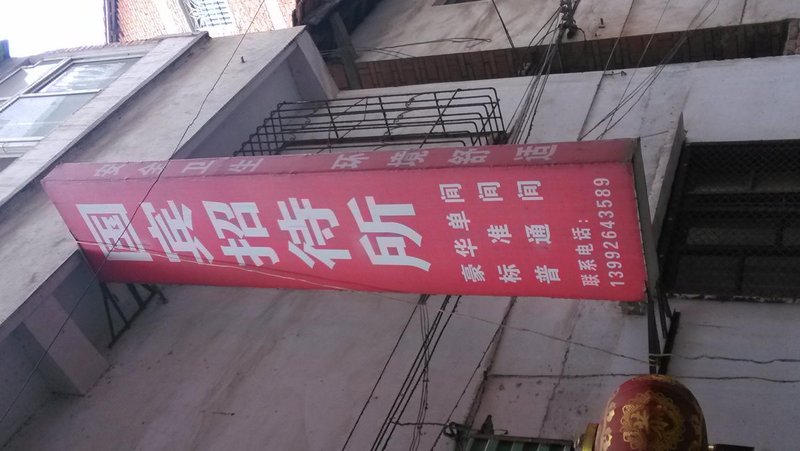 安全卫生 环境舒适
国宾招待所
豪华单间
标准间
普通间
联系电话:
13992643589